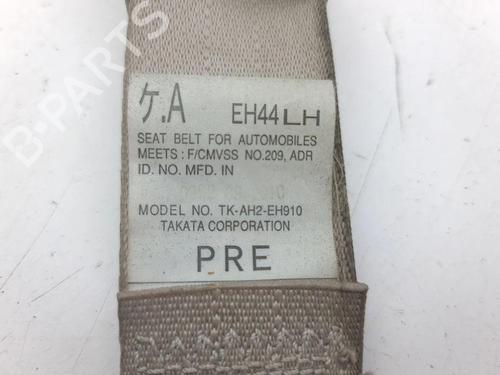 ケ.A EH44LH
SEAT BELT FOR AUTOMOBILES
MEETS : F/CMVSS NO.209, ADR
ID. NO. MFD. IN
MODEL NO. TK-AH2-EH910
TAKATA CORPORATION
PRE
B-PARTS